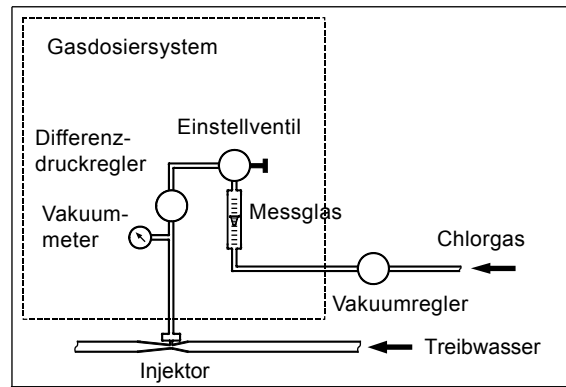 Gasdosiersystem
Einstellventil
Differenz-
druckregler
Messglas
Vakuum-
meter
Chlorgas
Vakuumregler
Treibwasser
Injektor